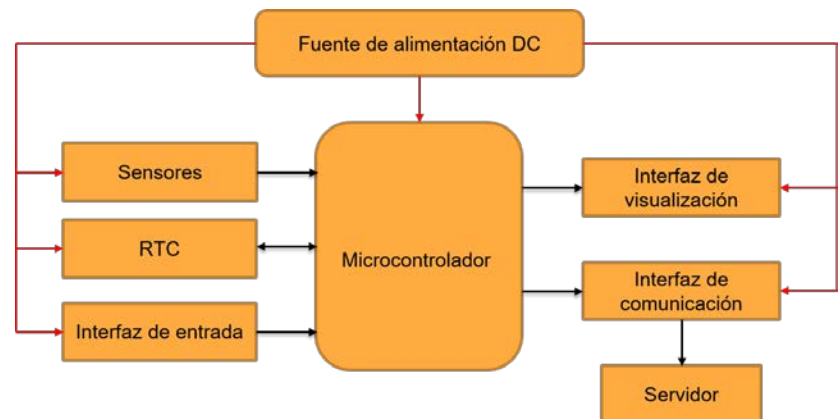 Fuente de alimentación DC
Sensores
RTC
Interfaz de entrada
Microcontrolador
Interfaz de
visualización
Interfaz de
comunicación
Servidor